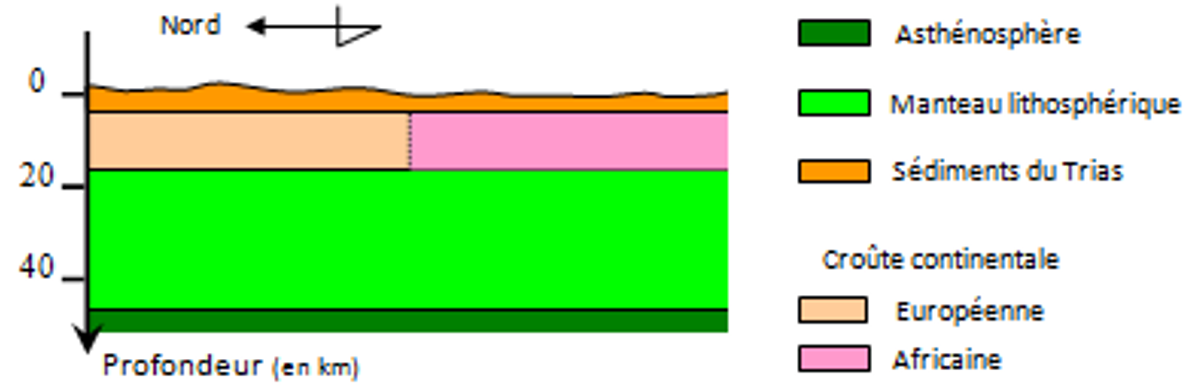 Nord
0
20
40
Profondeur (en km)
Asthénosphère
Manteau lithosphérique
Sédiments du Trias
Croûte continentale
Européenne
Africaine